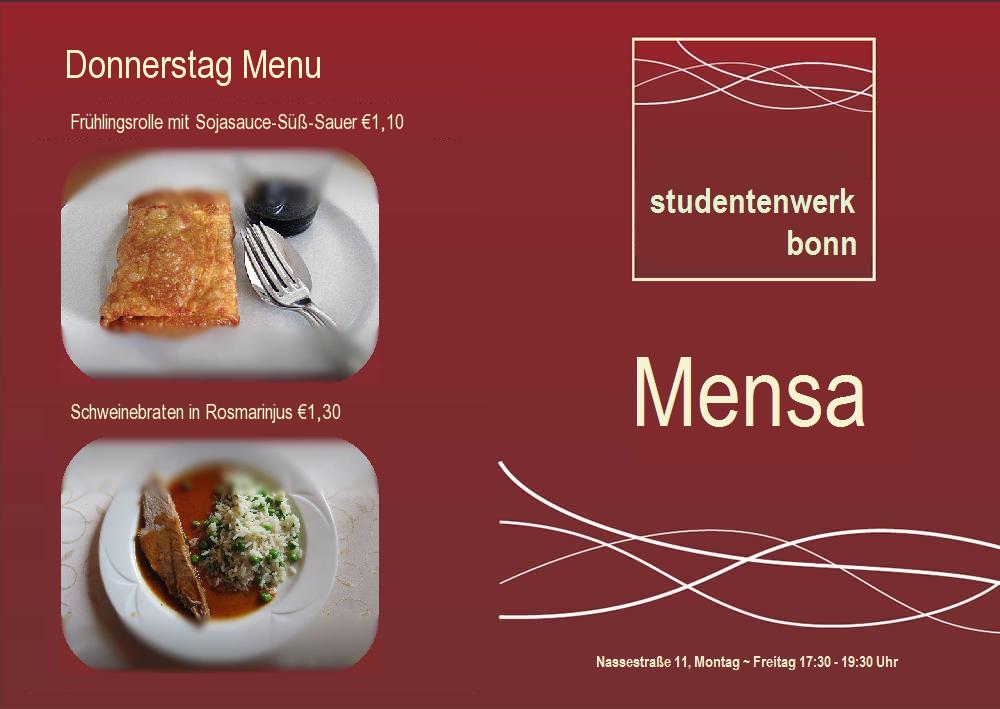 Donnerstag Menu
Frühlingsrolle mit Sojasauce-Süß-Sauer €1,10
Schweinebraten in Rosmarinjus €1,30
studentenwerk
bonn
Mensa
Nassestraße 11, Montag ~ Freitag 17:30 - 19:30 Uhr